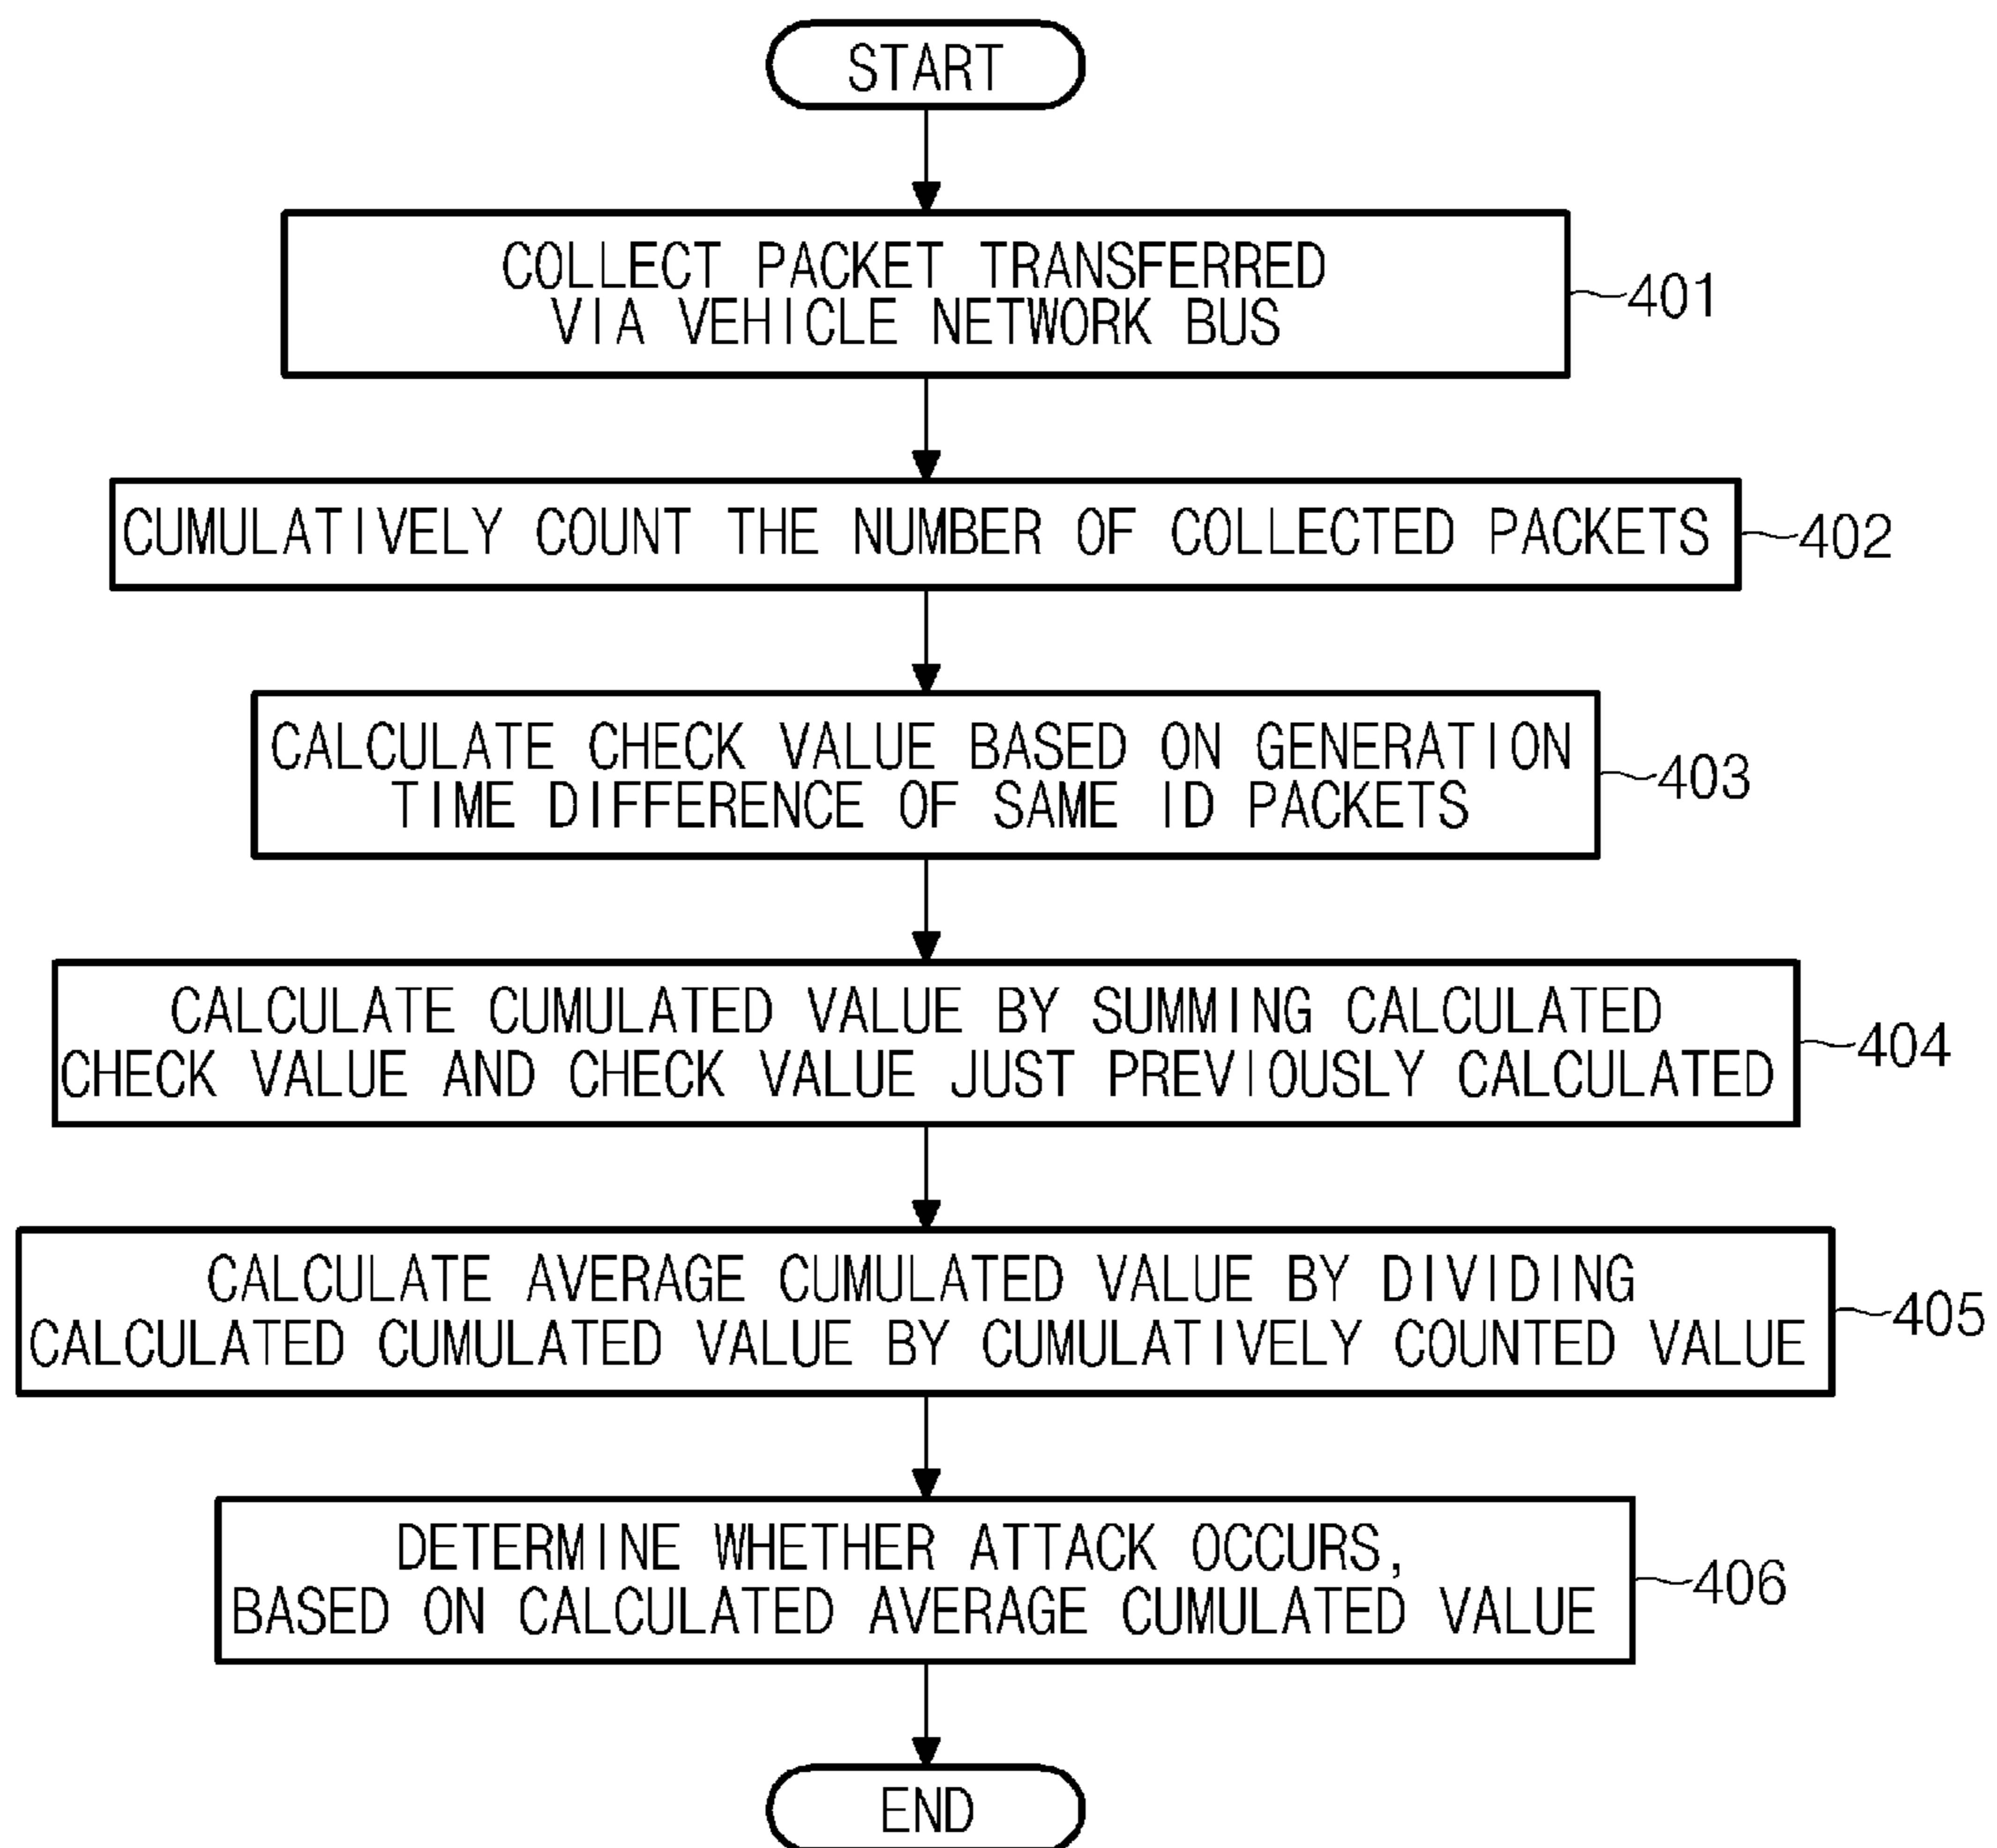 START
COLLECT PACKET TRANSFERRED
VIA VEHICLE NETWORK BUS
401
CUMULATIVELY COUNT THE NUMBER OF COLLECTED PACKETS
402
CALCULATE CHECK VALUE BASED ON GENERATION
TIME DIFFERENCE OF SAME ID PACKETS
403
CALCULATE CUMULATED VALUE BY SUMMING CALCULATED
CHECK VALUE AND CHECK VALUE JUST PREVIOUSLY CALCULATED
404
CALCULATE AVERAGE CUMULATED VALUE BY DIVIDING
CALCULATED CUMULATED VALUE BY CUMULATIVELY COUNTED VALUE
405
DETERMINE WHETHER ATTACK OCCURS,
BASED ON CALCULATED AVERAGE CUMULATED VALUE
406
END